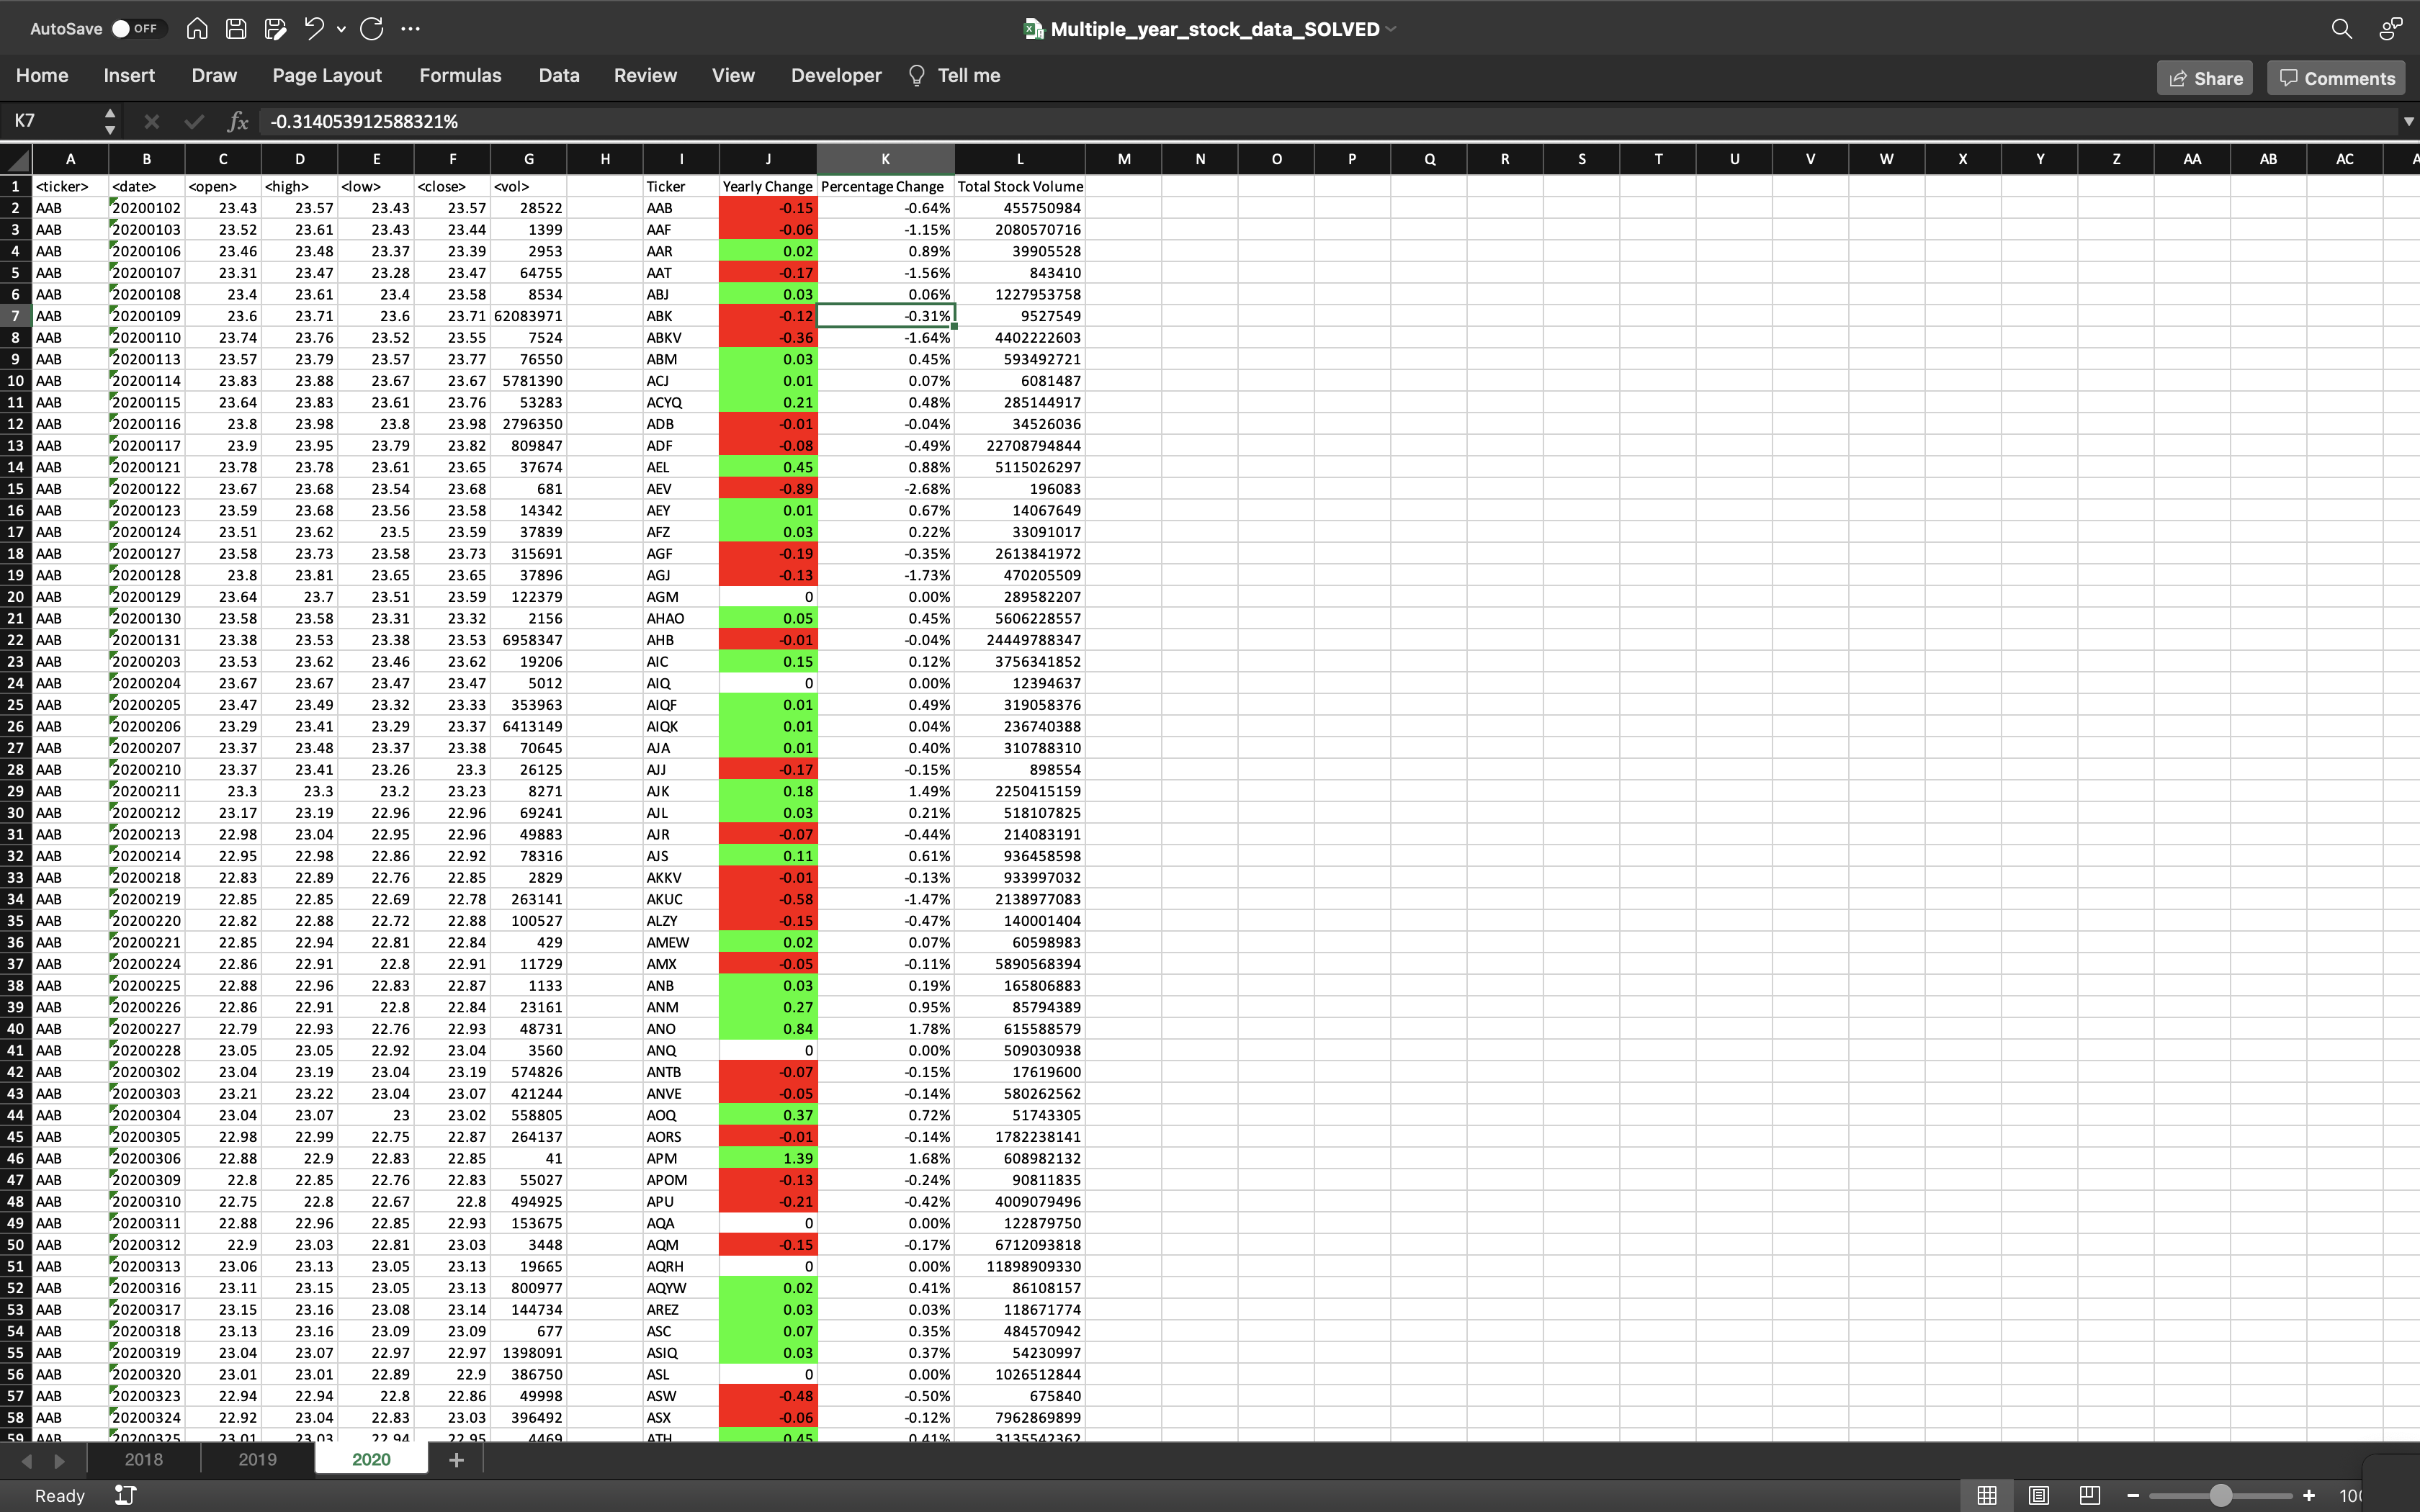 AutoSave OFF
Multiple_year_stock_data_SOLVED
Home Insert Draw Page Layout Formulas Data Review View Developer Tell me Share Comments
K7 fx -0.314053912588321%
A B C D E F G H I J K L M N O P Q R S T U V W X Y Z AA AB AC
1 <ticker> <date> <open> <high> <low> <close> <vol> Ticker Yearly Change Percentage Change Total Stock Volume
2 AAB 20200102 23.43 23.57 23.43 23.57 28522 AAB -0.15 -0.64% 455750984
3 AAB 20200103 23.52 23.61 23.43 23.44 1399 AAF -0.06 -1.15% 2080570716
4 AAB 20200106 23.46 23.48 23.37 23.39 2953 AAR 0.02 0.89% 39905528
5 AAB 20200107 23.31 23.47 23.28 23.47 64755 AAT -0.17 -1.56% 843410
6 AAB 20200108 23.4 23.61 23.4 23.58 8534 ABJ 0.03 0.06% 1227953758
7 AAB 20200109 23.6 23.71 23.6 23.71 62083971 ABK -0.12 -0.31% 9527549
8 AAB 20200110 23.74 23.76 23.52 23.55 7524 ABKV -0.36 -1.64% 4402222603
9 AAB 20200113 23.57 23.79 23.57 23.77 76550 ABM 0.03 0.45% 593492721
10 AAB 20200114 23.83 23.88 23.67 23.67 5781390 ACJ 0.01 0.07% 6081487
11 AAB 20200115 23.64 23.83 23.61 23.76 53283 ACYQ 0.21 0.48% 285144917
12 AAB 20200116 23.8 23.98 23.8 23.98 2796350 ADB -0.01 -0.04% 34526036
13 AAB 20200117 23.9 23.95 23.79 23.82 809847 ADF -0.08 -0.49% 22708794844
14 AAB 20200121 23.78 23.78 23.61 23.65 37674 AEL 0.45 0.88% 5115026297
15 AAB 20200122 23.67 23.68 23.54 23.68 681 AEV -0.89 -2.68% 196083
16 AAB 20200123 23.59 23.68 23.56 23.58 14342 AEY 0.01 0.67% 14067649
17 AAB 20200124 23.51 23.62 23.5 23.59 37839 AFZ 0.03 0.22% 33091017
18 AAB 20200127 23.58 23.73 23.58 23.73 315691 AGF -0.19 -0.35% 2613841972
19 AAB 20200128 23.8 23.81 23.65 23.65 37896 AGJ -0.13 -1.73% 470205509
20 AAB 20200129 23.64 23.7 23.51 23.59 122379 AGM 0 0.00% 289582207
21 AAB 20200130 23.58 23.58 23.31 23.32 2156 AHAO 0.05 0.45% 5606228557
22 AAB 20200131 23.38 23.53 23.38 23.53 6958347 AHB -0.01 -0.04% 24449788347
23 AAB 20200203 23.53 23.62 23.46 23.62 19206 AIC 0.15 0.12% 3756341852
24 AAB 20200204 23.67 23.67 23.47 23.47 5012 AIQ 0 0.00% 12394637
25 AAB 20200205 23.47 23.49 23.32 23.33 353963 AIQF 0.01 0.49% 319058376
26 AAB 20200206 23.29 23.41 23.29 23.37 6413149 AIQK 0.01 0.04% 236740388
27 AAB 20200207 23.37 23.48 23.37 23.38 70645 AJA 0.01 0.40% 310788310
28 AAB 20200210 23.37 23.41 23.26 23.3 26125 AJJ -0.17 -0.15% 898554
29 AAB 20200211 23.3 23.3 23.2 23.23 8271 AJK 0.18 1.49% 2250415159
30 AAB 20200212 23.17 23.19 22.96 22.96 69241 AJL 0.03 0.21% 518107825
31 AAB 20200213 22.98 23.04 22.95 22.96 49883 AJR -0.07 -0.44% 214083191
32 AAB 20200214 22.95 22.98 22.86 22.92 78316 AJS 0.11 0.61% 936458598
33 AAB 20200218 22.83 22.89 22.76 22.85 2829 AKKV -0.01 -0.13% 933997032
34 AAB 20200219 22.85 22.85 22.69 22.78 263141 AKUC -0.58 -1.47% 2138977083
35 AAB 20200220 22.82 22.88 22.72 22.88 100527 ALZY -0.15 -0.47% 140001404
36 AAB 20200221 22.85 22.94 22.81 22.84 429 AMEW 0.02 0.07% 60598983
37 AAB 20200224 22.86 22.91 22.8 22.91 11729 AMX -0.05 -0.11% 5890568394
38 AAB 20200225 22.88 22.96 22.83 22.87 1133 ANB 0.03 0.19% 165806883
39 AAB 20200226 22.86 22.91 22.8 22.84 23161 ANM 0.27 0.95% 85794389
40 AAB 20200227 22.79 22.93 22.76 22.93 48731 ANO 0.84 1.78% 615588579
41 AAB 20200228 23.05 23.05 22.92 23.04 3560 ANQ 0 0.00% 509030938
42 AAB 20200302 23.04 23.19 23.04 23.19 574826 ANTB -0.07 -0.15% 17619600
43 AAB 20200303 23.21 23.22 23.04 23.07 421244 ANVE -0.05 -0.14% 580262562
44 AAB 20200304 23.04 23.07 23 23.02 558805 AOQ 0.37 0.72% 51743305
45 AAB 20200305 22.98 22.99 22.75 22.87 264137 AORS -0.01 -0.14% 1782238141
46 AAB 20200306 22.88 22.9 22.83 22.85 41 APM 1.39 1.68% 608982132
47 AAB 20200309 22.8 22.85 22.76 22.83 55027 APOM -0.13 -0.24% 90811835
48 AAB 20200310 22.75 22.8 22.67 22.8 494925 APU -0.21 -0.42% 4009079496
49 AAB 20200311 22.88 22.96 22.85 22.93 153675 AQA 0 0.00% 122879750
50 AAB 20200312 22.9 23.03 22.81 23.03 3448 AQM -0.15 -0.17% 6712093818
51 AAB 20200313 23.06 23.13 23.05 23.13 19665 AQRH 0 0.00% 11898909330
52 AAB 20200316 23.11 23.15 23.05 23.13 800977 AQYW 0.02 0.41% 86108157
53 AAB 20200317 23.15 23.16 23.08 23.14 144734 AREZ 0.03 0.03% 118671774
54 AAB 20200318 23.13 23.16 23.09 23.09 677 ASC 0.07 0.35% 484570942
55 AAB 20200319 23.04 23.07 22.97 22.97 1398091 ASIQ 0.03 0.37% 54230997
56 AAB 20200320 23.01 23.01 22.89 22.9 386750 ASL 0 0.00% 1026512844
57 AAB 20200323 22.94 22.94 22.8 22.86 49998 ASW -0.48 -0.50% 675840
58 AAB 20200324 22.92 23.04 22.83 23.03 396492 ASX -0.06 -0.12% 7962869899
59 AAB 20200325 23.01 23.03 22.94 22.95 4469 ATH 0.45 0.41% 3135542362
2018 2019 2020 +
Ready